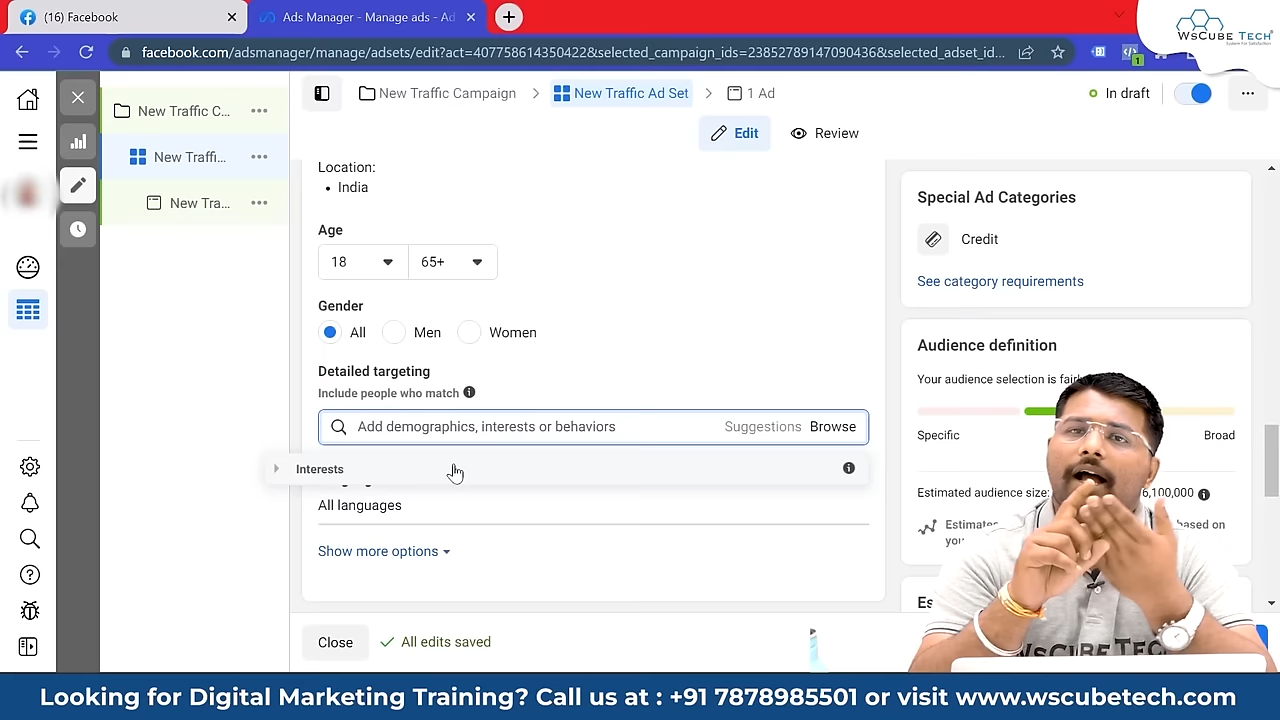 (16) Facebook
Ads Manager - Manage ads - Ad
WsCube Tech
facebook.com/adsmanager/manage/adsets/edit?act=407758614350422&selected_campaign_ids=23852789147090436&selected_adset_id...
1
New Traffic Campaign
New Traffic Ad Set
1 Ad
In draft
New Traffic C...
New Traffi...
New Tra...
Edit
Review
Location:
• India
Age
18
65+
Gender
All
Men
Women
Detailed targeting
Include people who match
Add demographics, interests or behaviors
Suggestions
Browse
Interests
All languages
Show more options
Close
All edits saved
Special Ad Categories
Credit
See category requirements
Audience definition
Your audience selection is
Specific
Broad
Estimated audience size:
6,100,000
based on
WSCUBE TECH
Looking for Digital Marketing Training? Call us at : +91 7878985501 or visit www.wscubetech.com